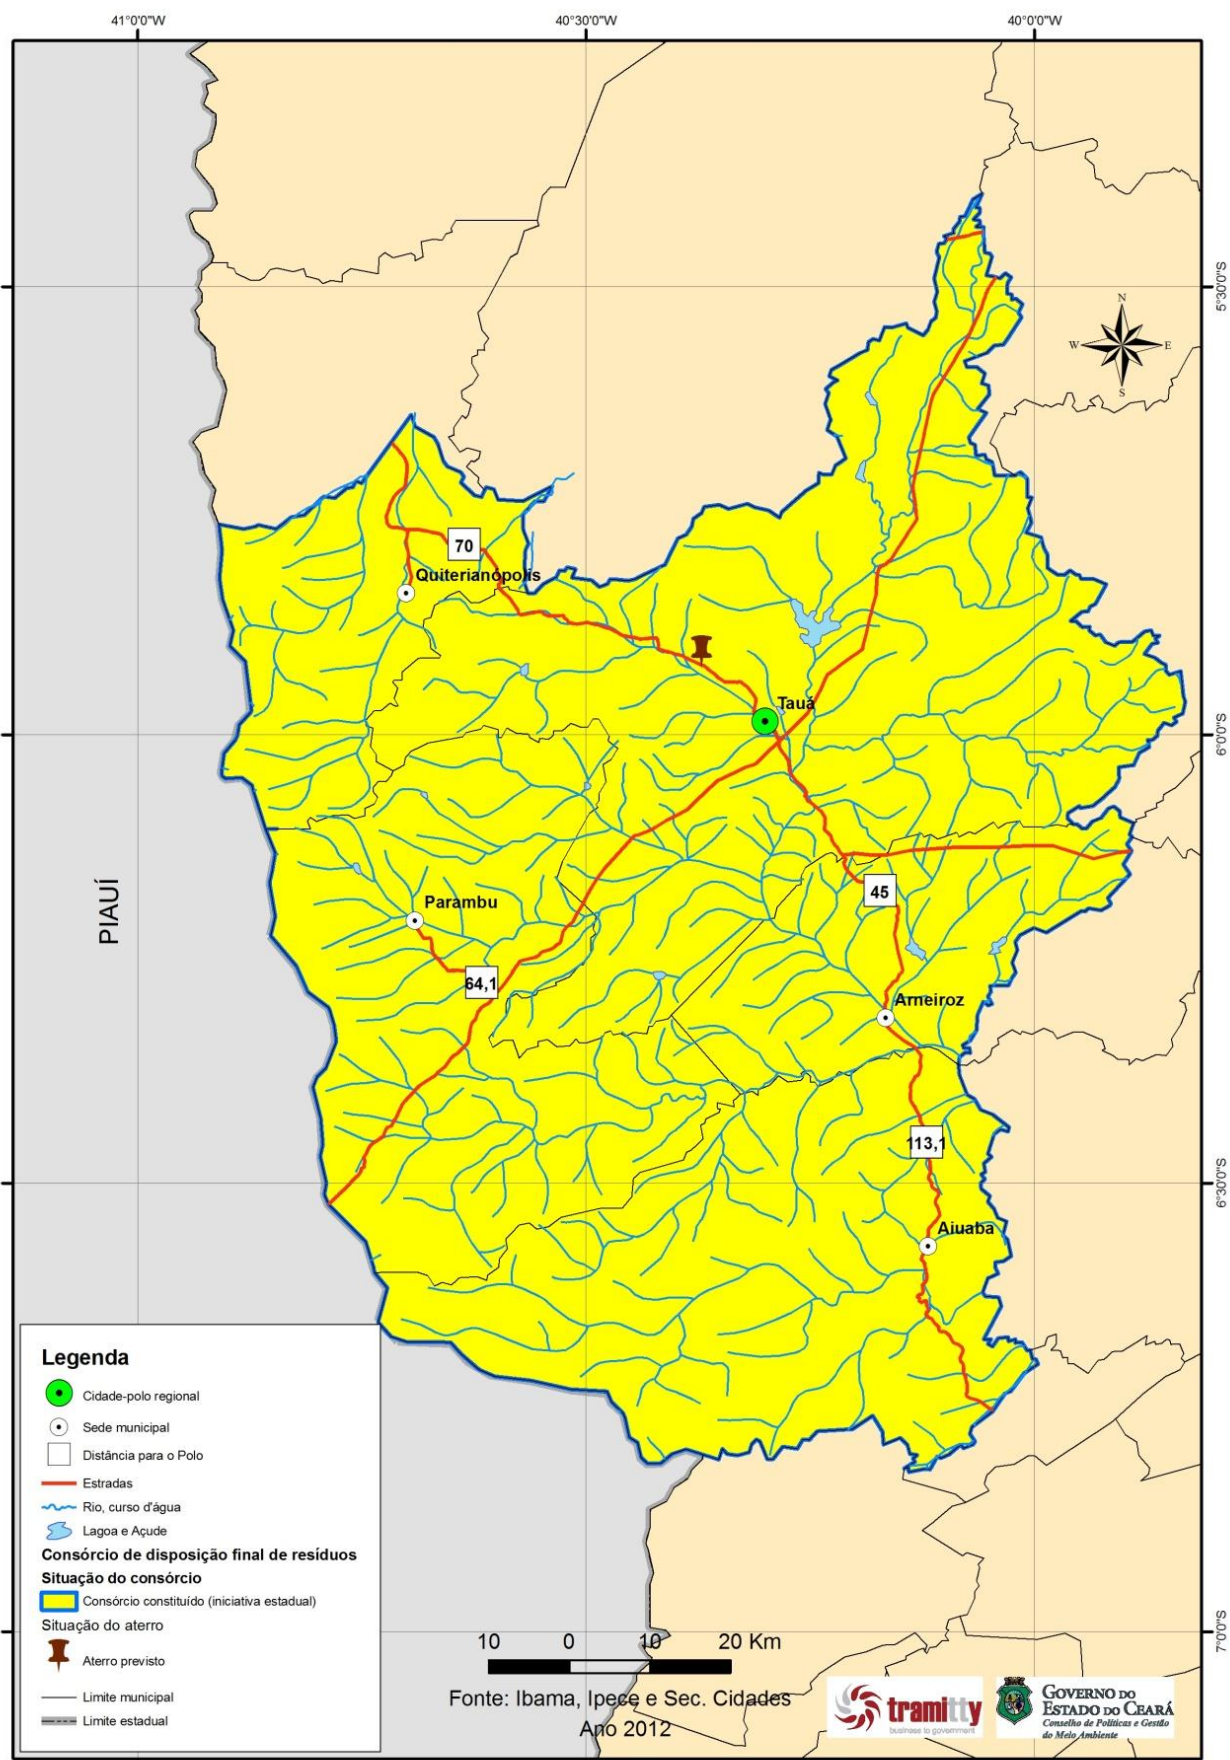 41°0'0"W
40°30'0"W
40°0'0"W
5°30'0"S
N
W
E
S
70
Quiterianópolis
Tauá
6°0'0"S
PIAUÍ
45
Parambu
64,1
Arneiroz
113,1
6°30'0"S
Aiuaba
Legenda
Cidade-polo regional
Sede municipal
Distância para o Polo
Estradas
Rio, curso d'água
Lagoa e Açude
Consórcio de disposição final de resíduos
Situação do consórcio
Consórcio constituído (iniciativa estadual)
Situação do aterro
Aterro previsto
Limite municipal
Limite estadual
7°0'0"S
10 0 10 20 Km
Fonte: Ibama, Ipece e Sec. Cidades
Ano 2012
tramitty
business to government
GOVERNO DO
ESTADO DO CEARÁ
Conselho de Políticas e Gestão
do Meio Ambiente